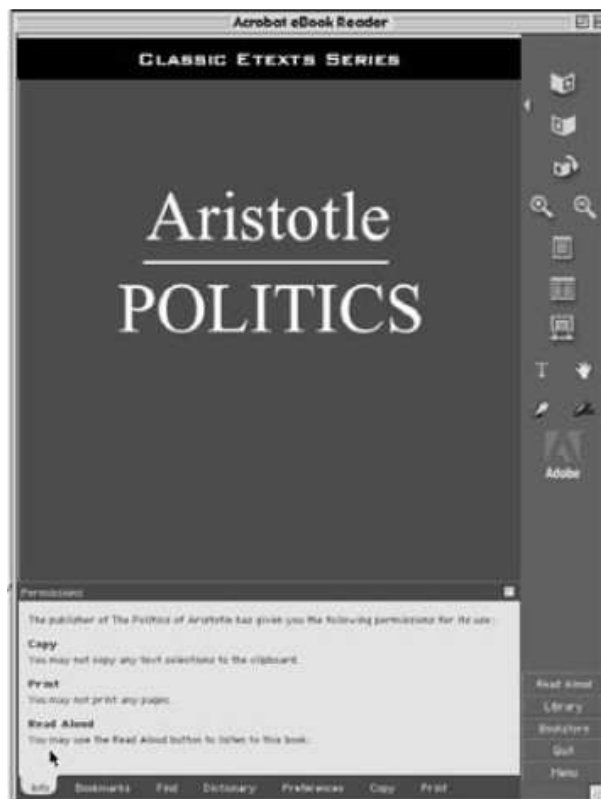 Acrobat eBook Reader
CLASSIC ETEXTS SERIES
Aristotle
POLITICS
T
Adobe
Permissions
The publisher of The Politics of Aristotle has given you the following permissions for its use:
Copy
You may not copy any text selections to the clipboard.
Print
You may not print any pages.
Read Aloud
You may use the Read Aloud button to listen to this book.
Read Aloud
Library
Bookstore
Quit
Menu
Info Bookmarks Find Dictionary Preferences Copy Print